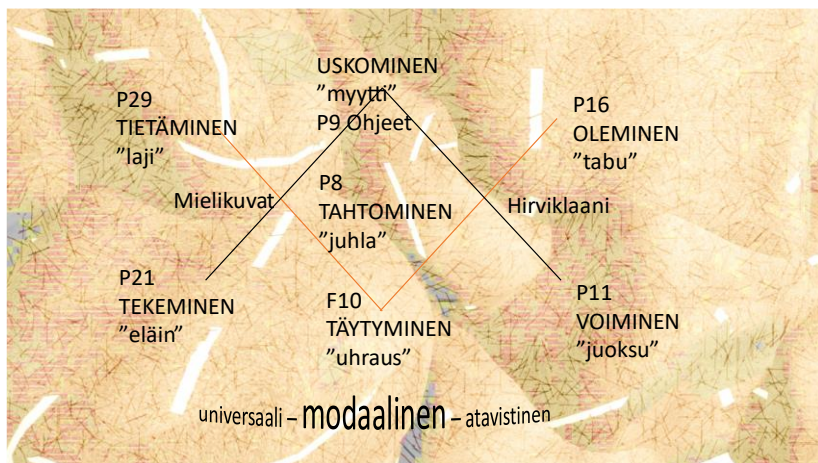 P29
TIETÄMINEN
”laji”
USKOMINEN
”myytti”
P9 Ohjeet
P16
OLEMINEN
”tabu”
Mielikuvat
P8
TAHTOMINEN
”juhla”
Hirviklaani
P21
TEKEMINEN
”eläin”
F10
TÄYTYMINEN
”uhraus”
P11
VOIMINEN
”juoksu”
universaali – modaalinen – atavistinen